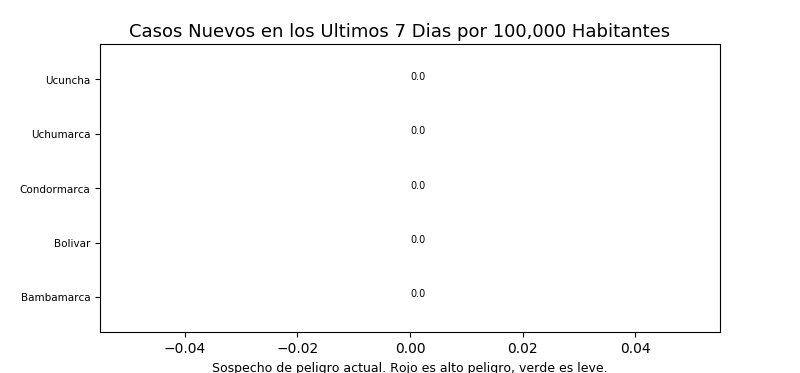 Casos Nuevos en los Ultimos 7 Dias por 100,000 Habitantes
Ucuncha 0.0
Uchumarca 0.0
Condormarca 0.0
Bolivar 0.0
Bambamarca 0.0
−0.04 −0.02 0.00 0.02 0.04
Sospecho de peligro actual. Rojo es alto peligro, verde es leve.